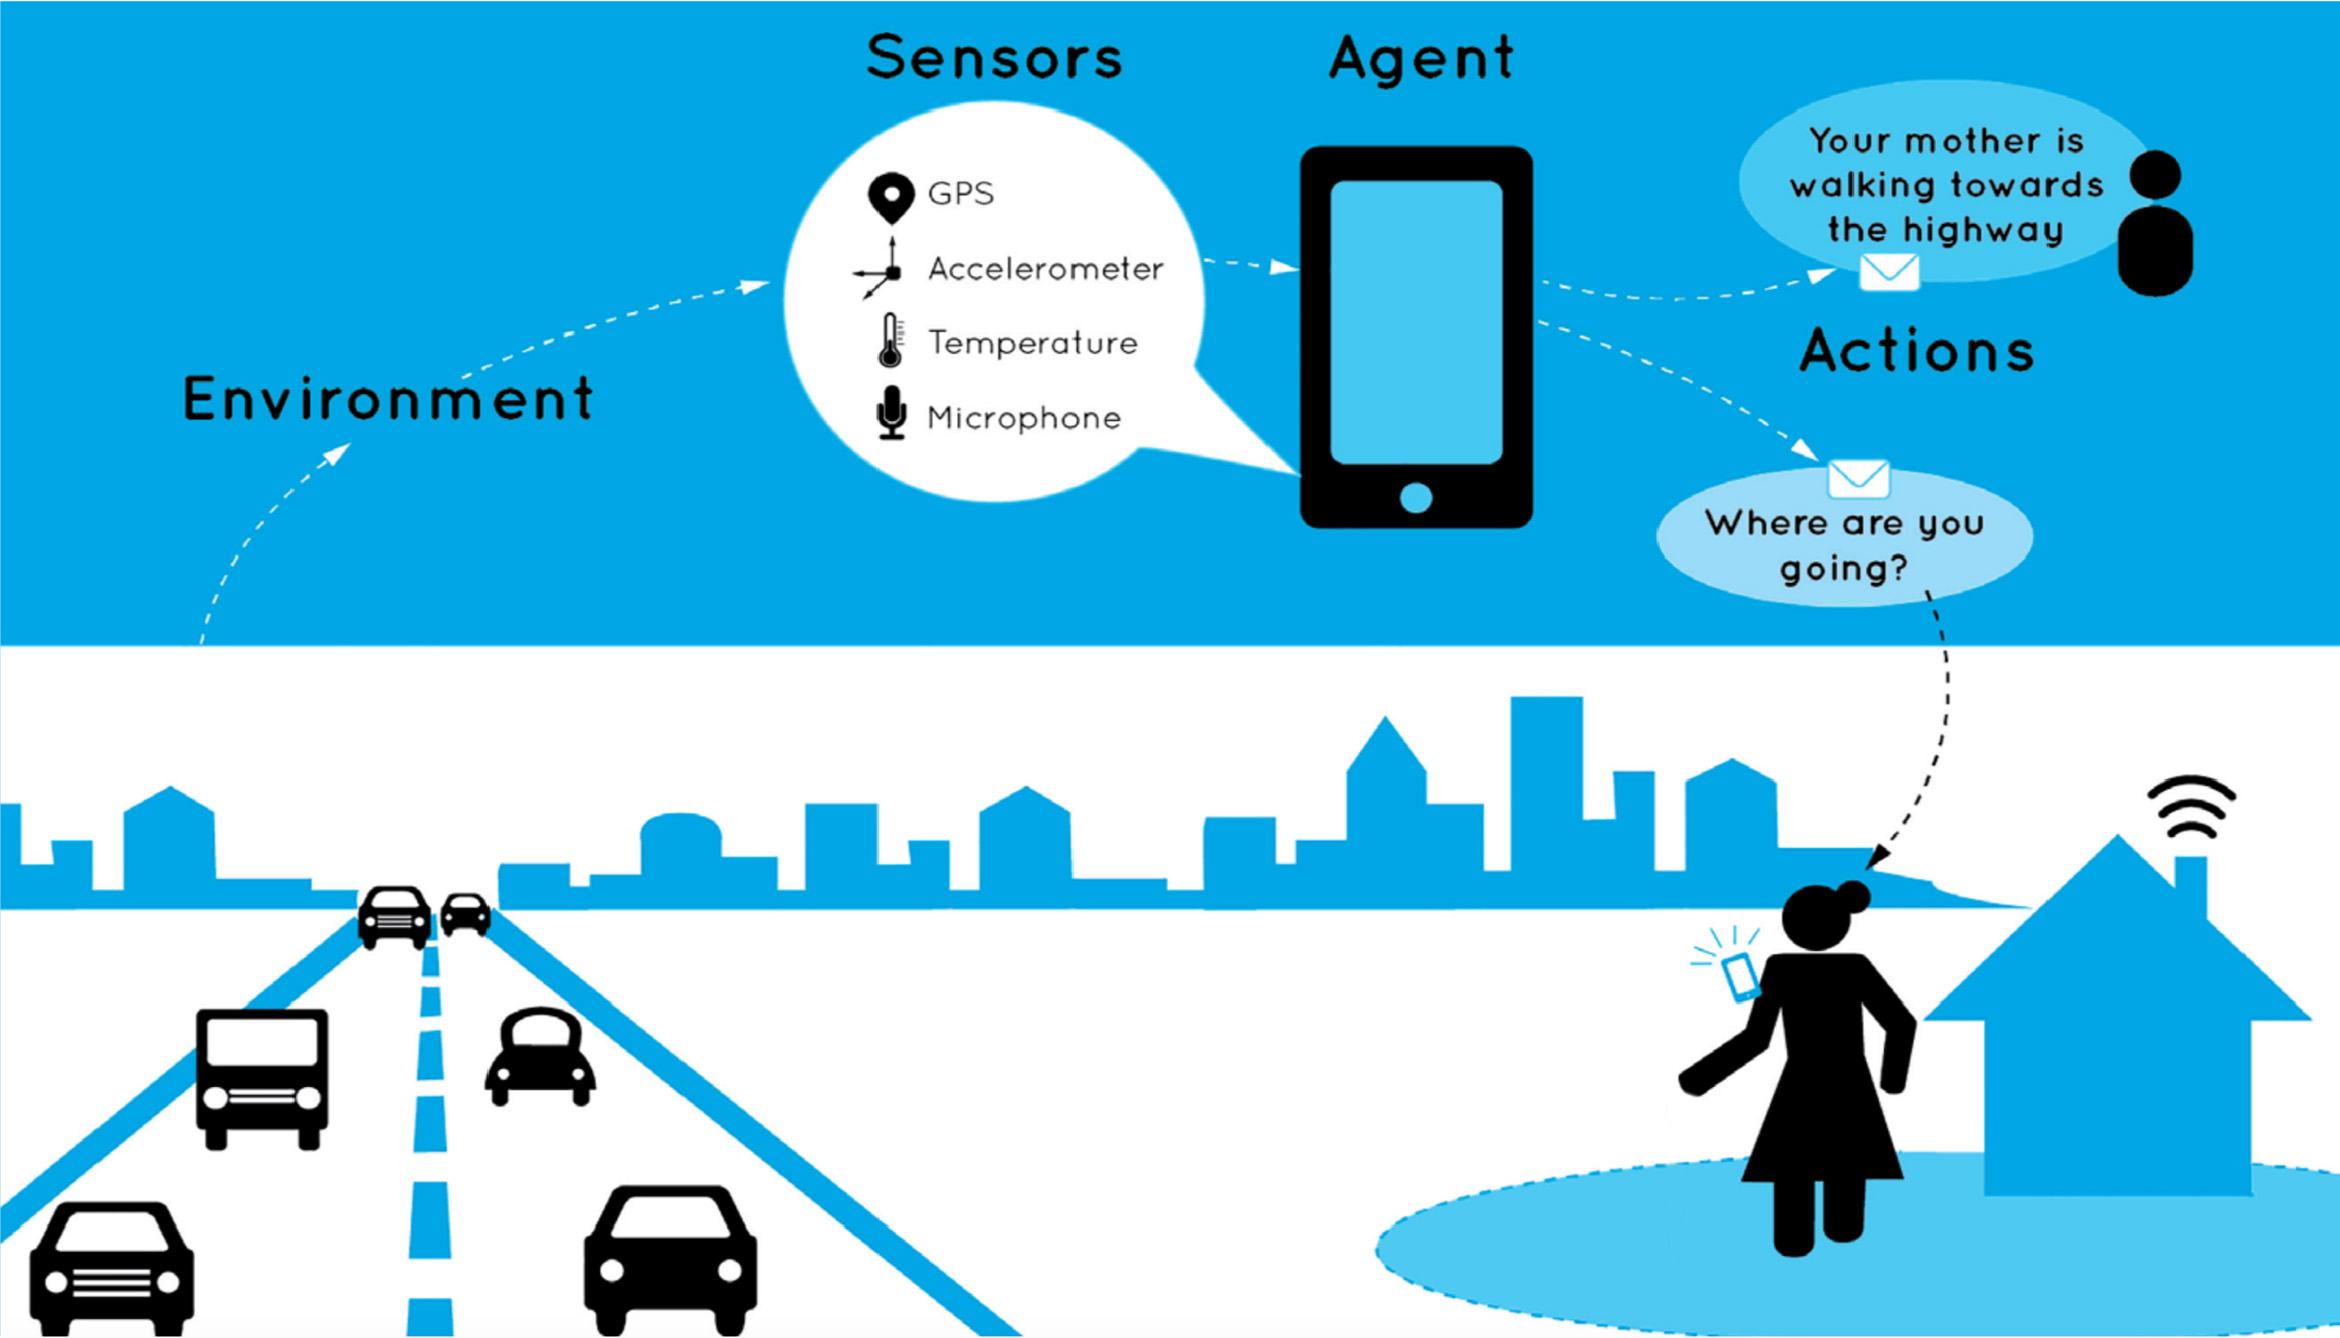 Sensors
Agent
Environment
GPS
Accelerometer
Temperature
Microphone
Your mother is
walking towards
the highway
Actions
Where are you
going?